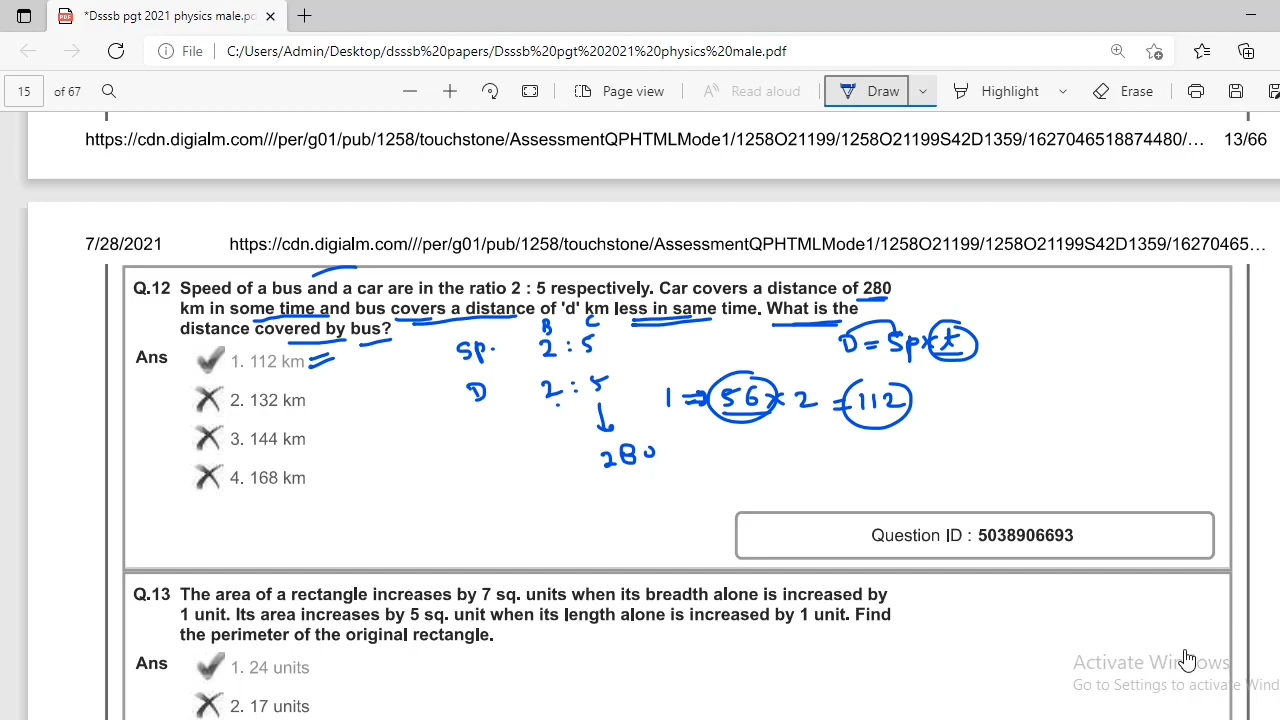 *Dsssb pgt 2021 physics male.pd
File C:/Users/Admin/Desktop/dsssb%20papers/Dssb%20pgt%202021%20physics%20male.pdf
15 of 67 Page view Read aloud Draw Highlight Erase
https://cdn.digialm.com///per/g01/pub/1258/touchstone/AssessmentQPHTMLMode1/1258O21199/1258O21199S42D1359/1627046518874480/... 13/66
7/28/2021 https://cdn.digialm.com///per/g01/pub/1258/touchstone/AssessmentQPHTMLMode1/1258O21199/1258O21199S42D1359/16270465...
Q.12 Speed of a bus and a car are in the ratio 2 : 5 respectively. Car covers a distance of 280
km in some time and bus covers a distance of 'd' km less in same time. What is the
distance covered by bus?
B C
Sp. 2 : 5 D = Sp x t
Ans 1. 112 km
D 2 : 5 1 ⇒ 56 x 2 = 112
2. 132 km
3. 144 km
280
4. 168 km
Question ID : 5038906693
Q.13 The area of a rectangle increases by 7 sq. units when its breadth alone is increased by
1 unit. Its area increases by 5 sq. unit when its length alone is increased by 1 unit. Find
the perimeter of the original rectangle.
Ans 1. 24 units
2. 17 units
Activate Windows
Go to Settings to activate Wind